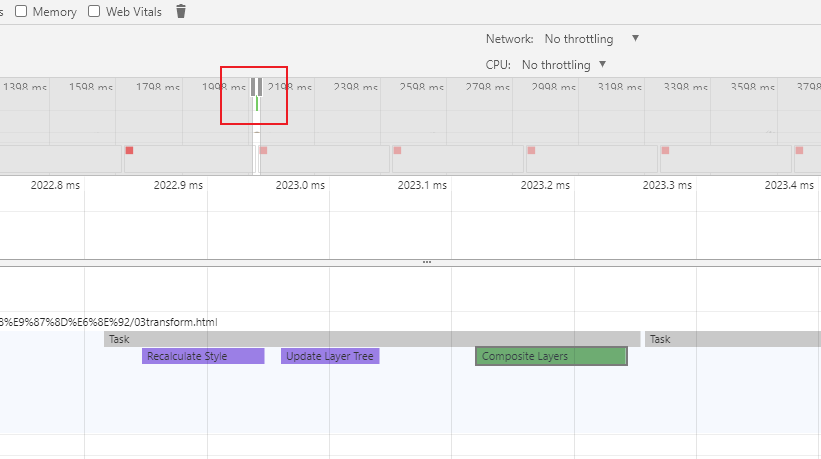 s Memory Web Vitals
Network: No throttling
CPU: No throttling
1398 ms 1598 ms 1798 ms 1998 ms 2198 ms 2398 ms 2598 ms 2798 ms 2998 ms 3198 ms 3398 ms 3598 ms 3798
2022.8 ms 2022.9 ms 2023.0 ms 2023.1 ms 2023.2 ms 2023.3 ms 2023.4 ms
8%E9%87%8D%E6%8E%92/03transform.html
Task Task
Recalculate Style Update Layer Tree Composite Layers